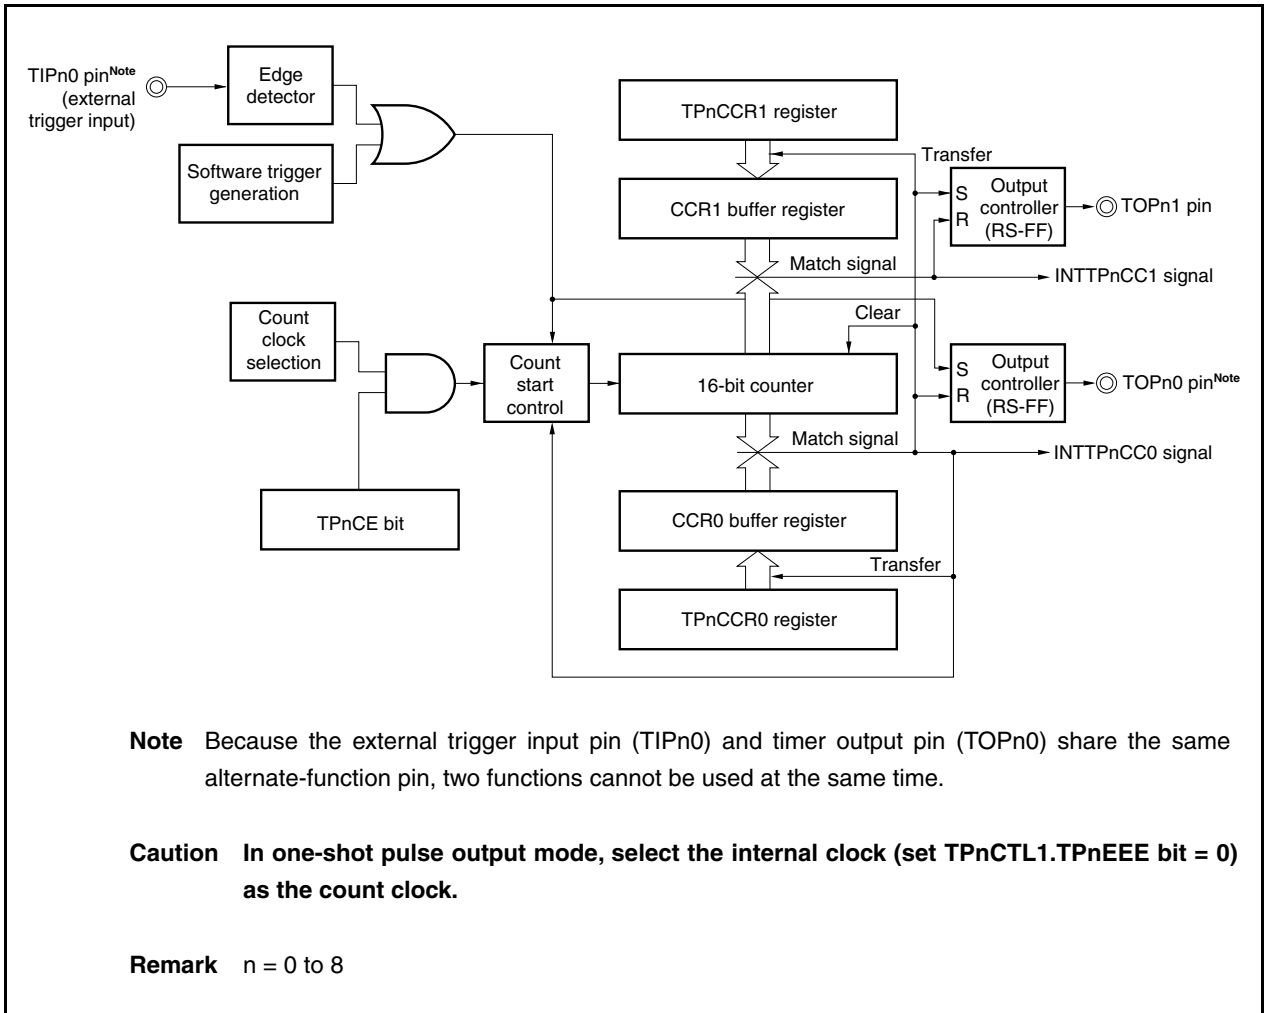 TIPn0 pinNote
(external
trigger input)
Edge
detector
Software trigger
generation
TPnCCR1 register
Transfer
CCR1 buffer register
S
R
Output
controller
(RS-FF)
TOPn1 pin
Match signal
INTTPnCC1 signal
Count
clock
selection
Clear
Count
start
control
16-bit counter
S
R
Output
controller
(RS-FF)
TOPn0 pinNote
Match signal
INTTPnCC0 signal
TPnCE bit
CCR0 buffer register
Transfer
TPnCCR0 register
Note Because the external trigger input pin (TIPn0) and timer output pin (TOPn0) share the same
alternate-function pin, two functions cannot be used at the same time.
Caution In one-shot pulse output mode, select the internal clock (set TPnCTL1.TPnEEE bit = 0)
as the count clock.
Remark n = 0 to 8